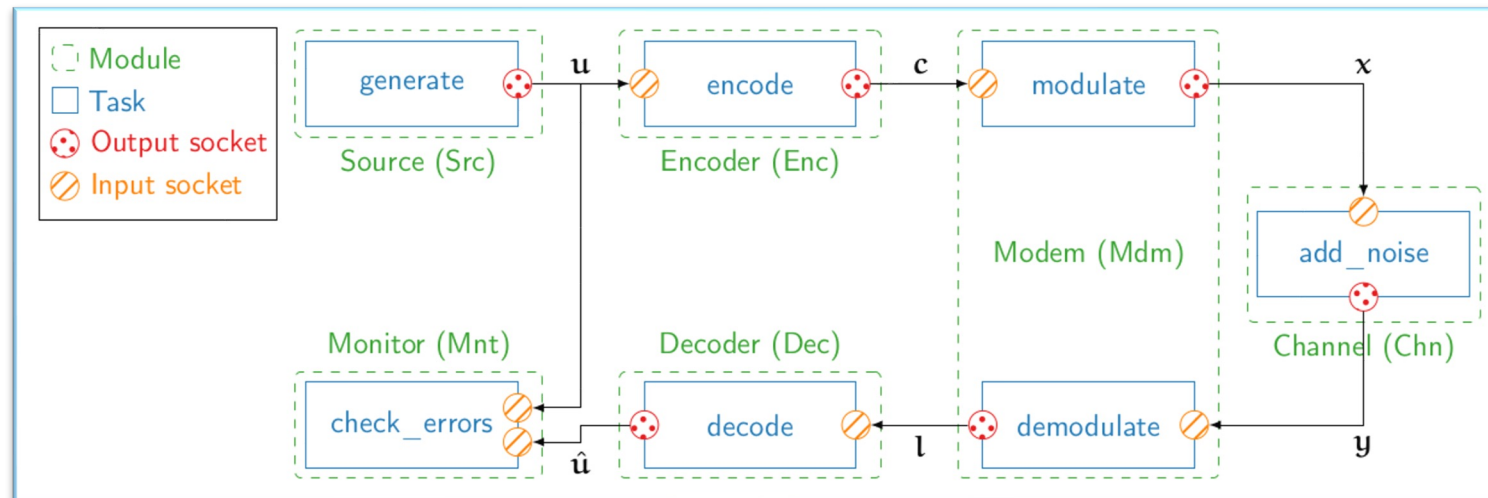 Module
Task
Output socket
Input socket
generate
u
encode
c
modulate
x
Source (Src)
Encoder (Enc)
Modem (Mdm)
add_noise
Channel (Chn)
Monitor (Mnt)
Decoder (Dec)
check_errors
û
decode
l
demodulate
y